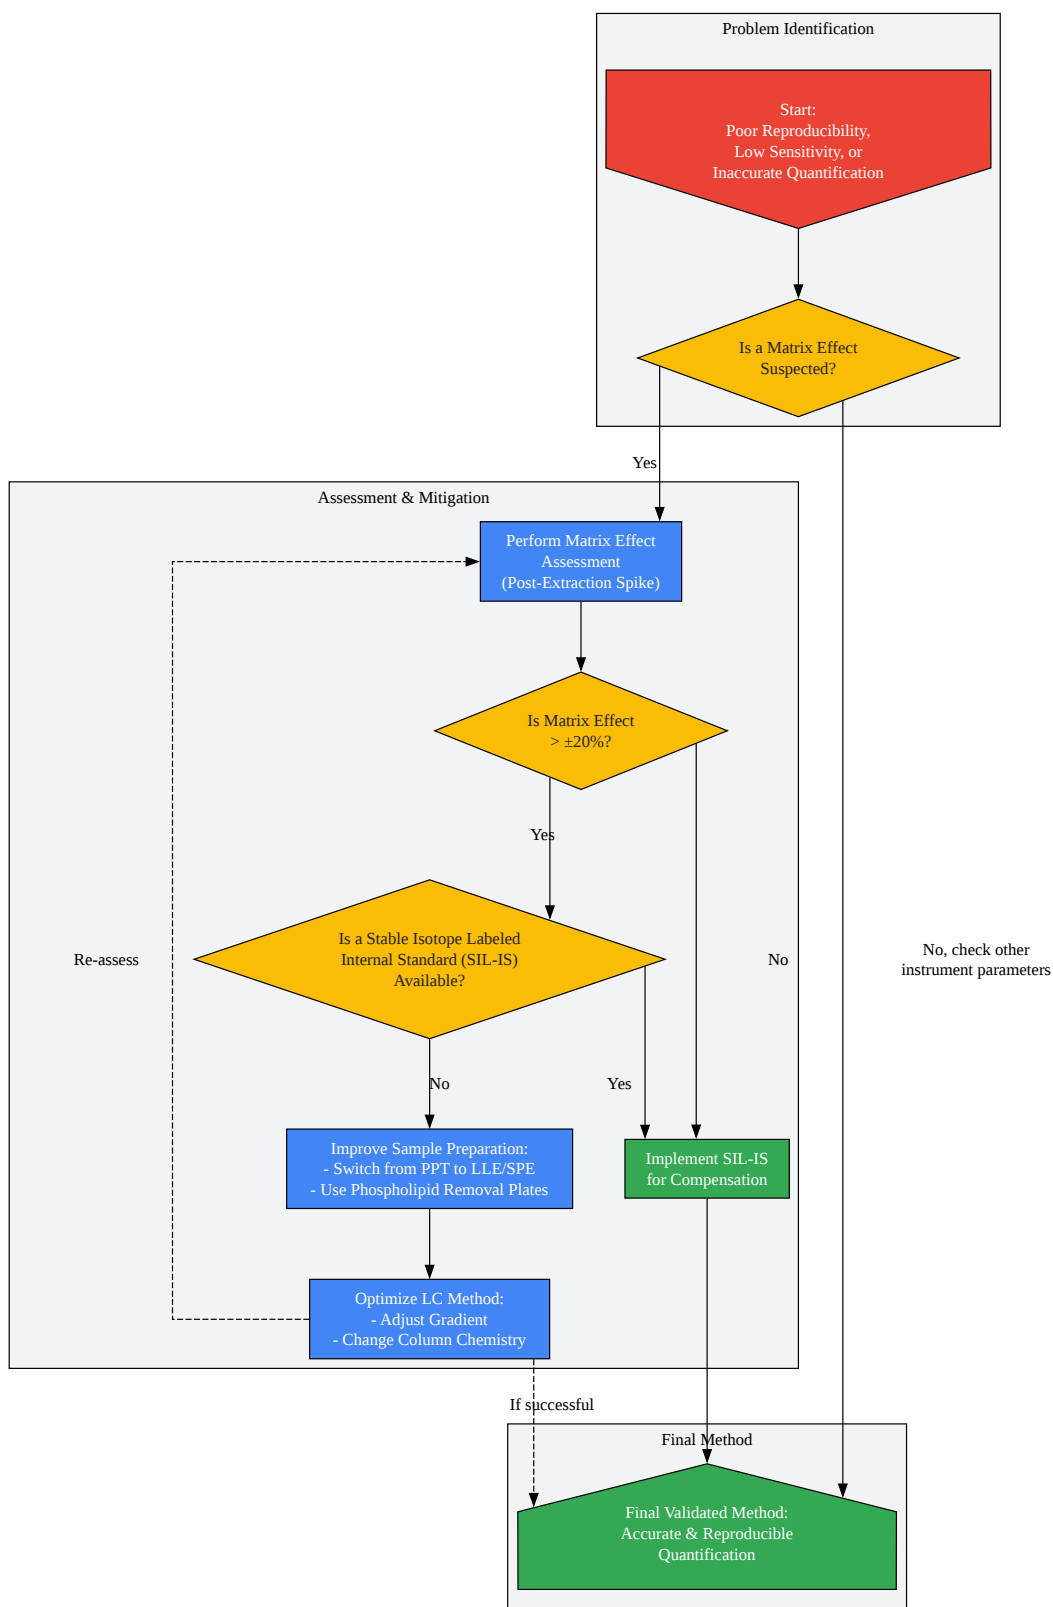 Problem Identification
Start:
Poor Reproducibility,
Low Sensitivity, or
Inaccurate Quantification
Is a Matrix Effect
Suspected?
Yes
Assessment & Mitigation
Perform Matrix Effect
Assessment
(Post-Extraction Spike)
Is Matrix Effect
> ±20%?
Yes
Is a Stable Isotope Labeled
Internal Standard (SIL-IS)
Available?
Re-assess
No
No, check other
instrument parameters
No
Yes
Improve Sample Preparation:
- Switch from PPT to LLE/SPE
- Use Phospholipid Removal Plates
Implement SIL-IS
for Compensation
Optimize LC Method:
- Adjust Gradient
- Change Column Chemistry
If successful
Final Method
Final Validated Method:
Accurate & Reproducible
Quantification